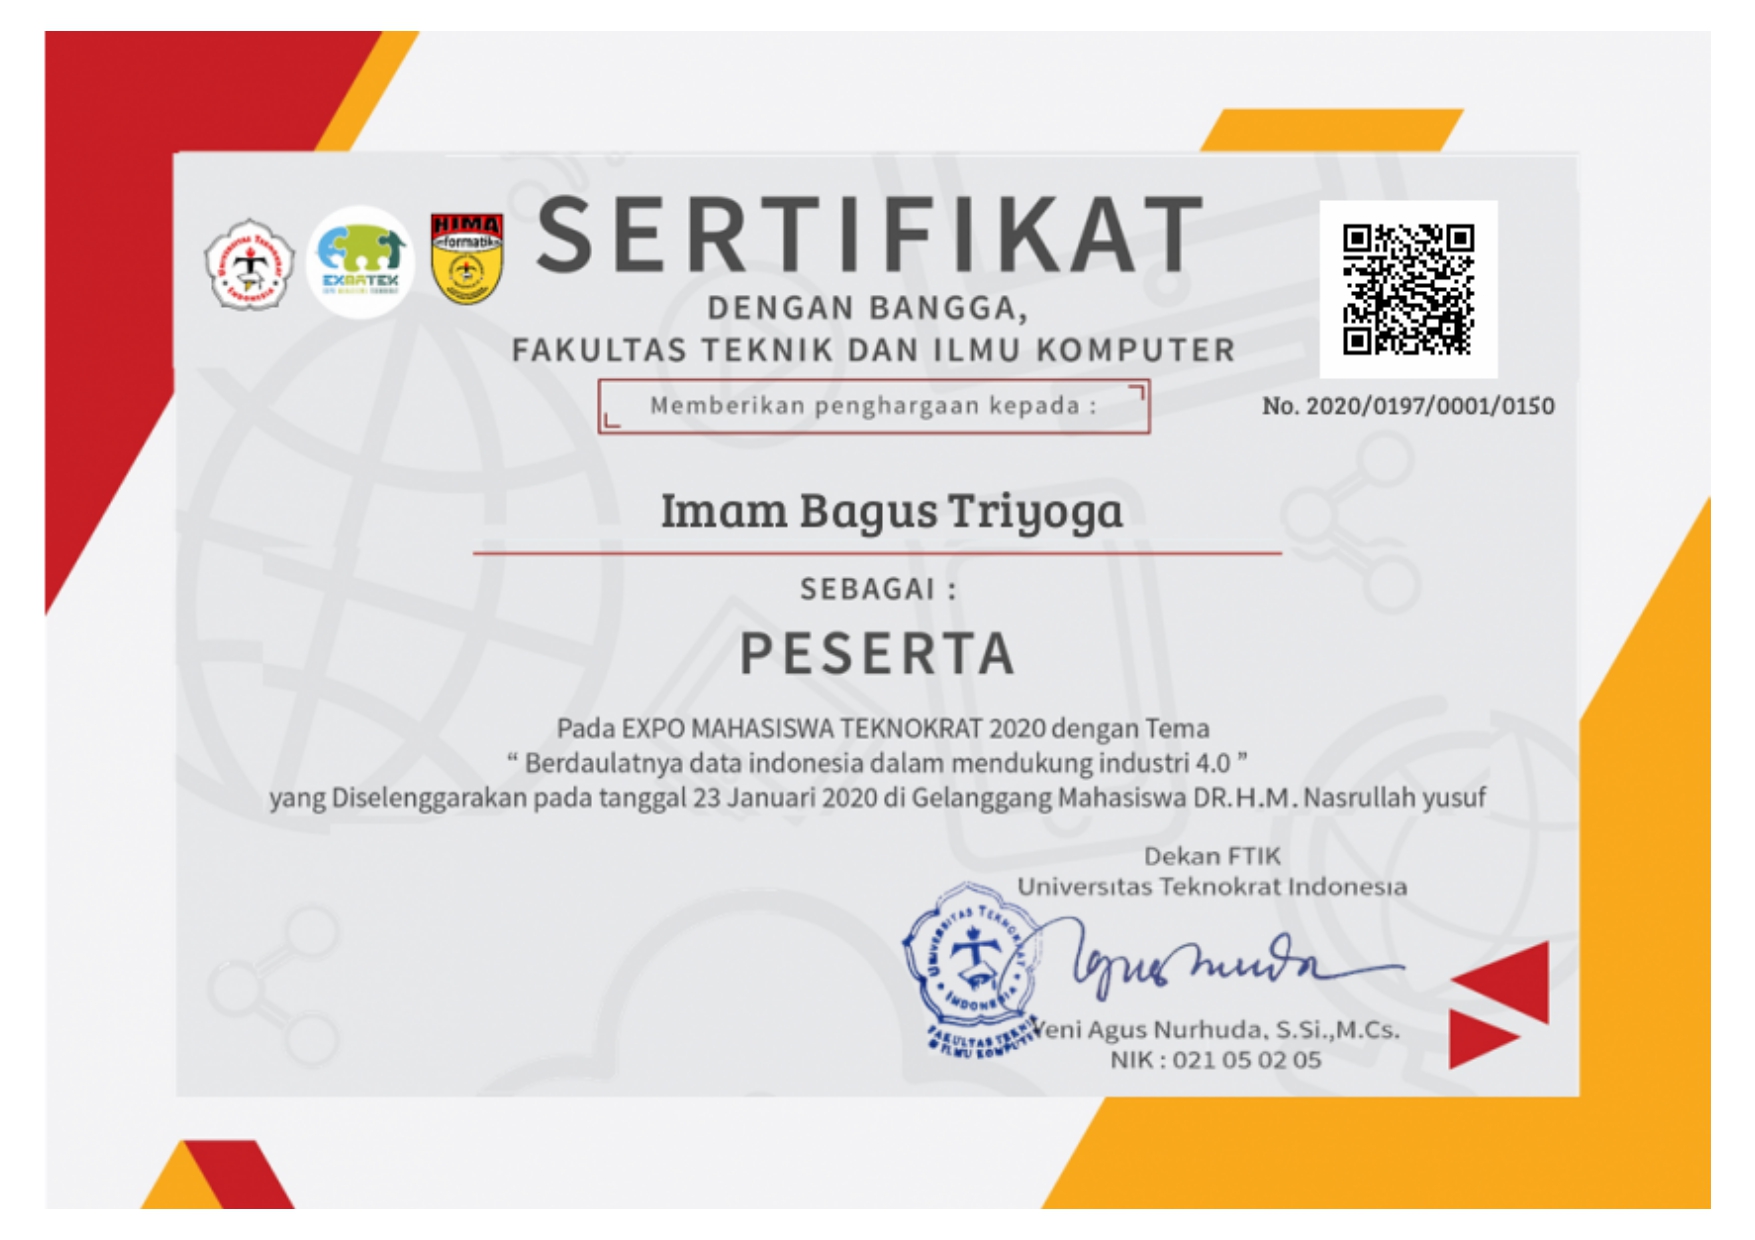 SERTIFIKAT
DENGAN BANGGA,
FAKULTAS TEKNIK DAN ILMU KOMPUTER
Memberikan penghargaan kepada :
UNIVERSITAS TEKNOKRAT
INDONESIA
EXBATEK
HIMA
informatika
No. 2020/0197/0001/0150
Imam Bagus Triyoga
SEBAGAI :
PESERTA
Pada EXPO MAHASISWA TEKNOKRAT 2020 dengan Tema
“ Berdaulatnya data indonesia dalam mendukung industri 4.0 ”
yang Diselenggarakan pada tanggal 23 Januari 2020 di Gelanggang Mahasiswa DR.H.M. Nasrullah yusuf
Dekan FTIK
Universitas Teknokrat Indonesia
UNIVERSITAS TEKNOKRAT
INDONESIA
FAKULTAS TEKNIK
& ILMU KOMPUTER
Yeni Agus Nurhuda, S.Si.,M.Cs.
NIK : 021 05 02 05